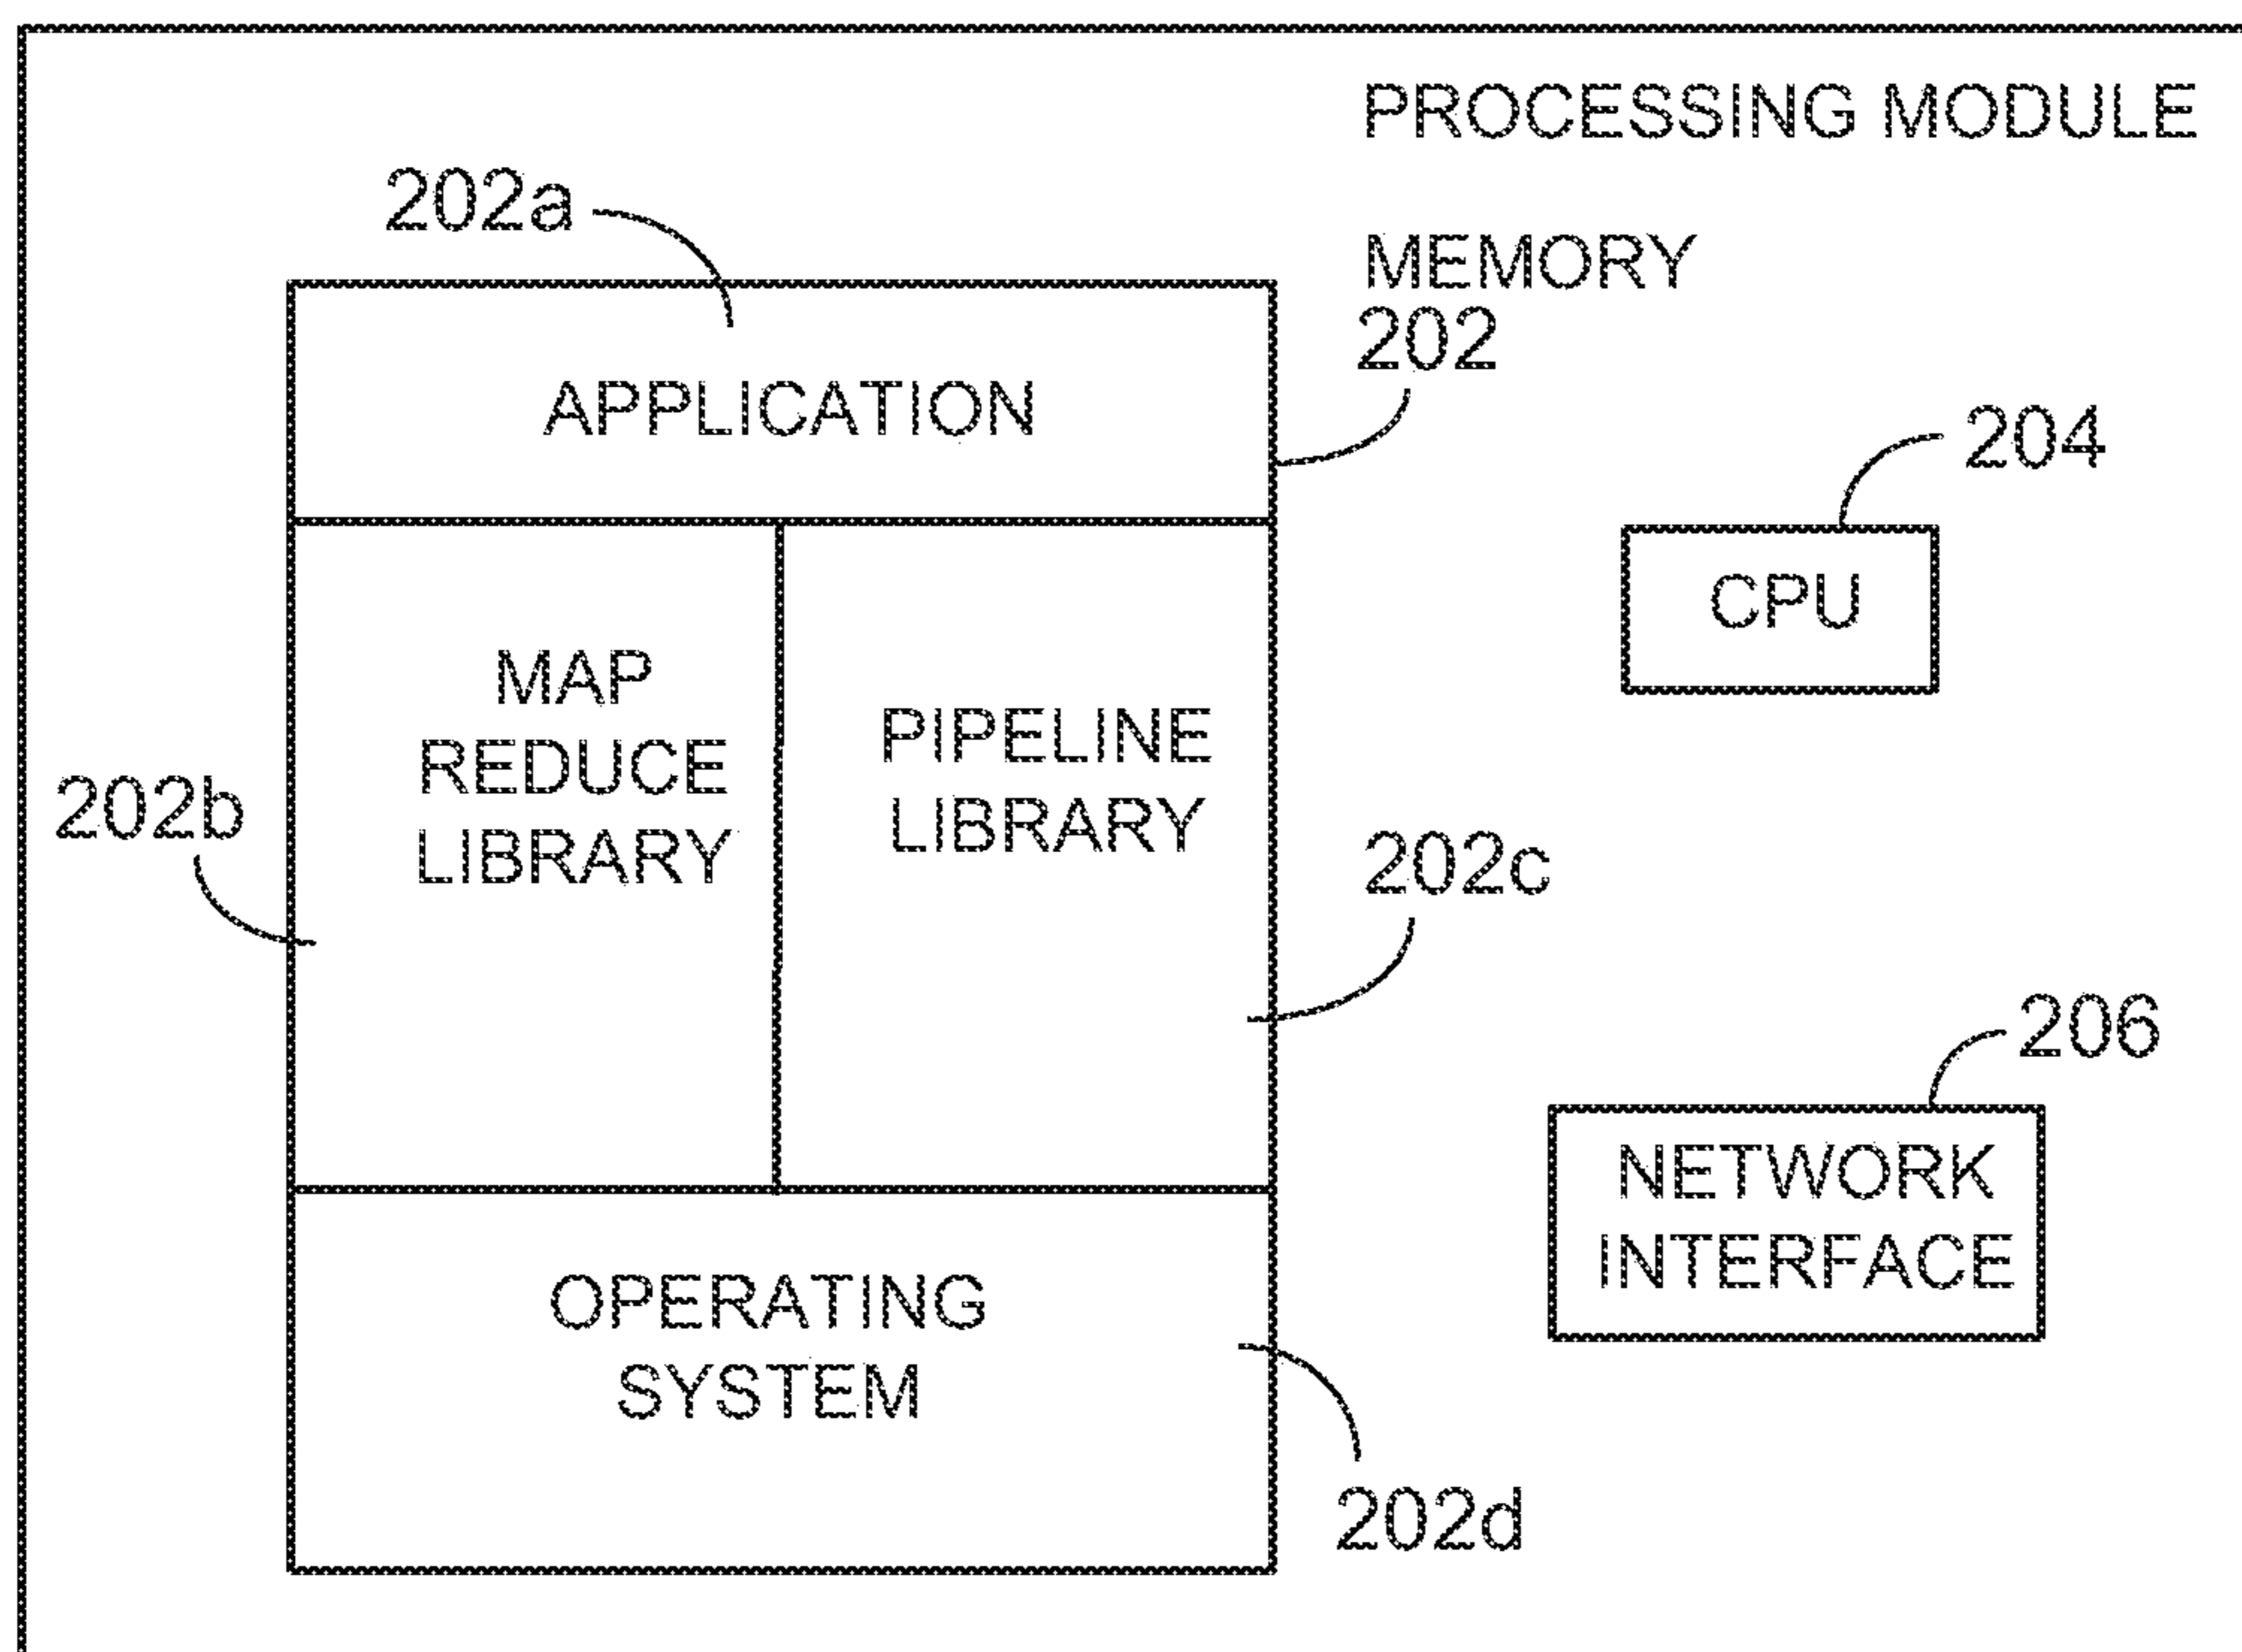 PROCESSING MODULE
202a
MEMORY
202
APPLICATION
204
CPU
MAP
REDUCE
LIBRARY
PIPELINE
LIBRARY
202b
202c
206
NETWORK
INTERFACE
OPERATING
SYSTEM
202d